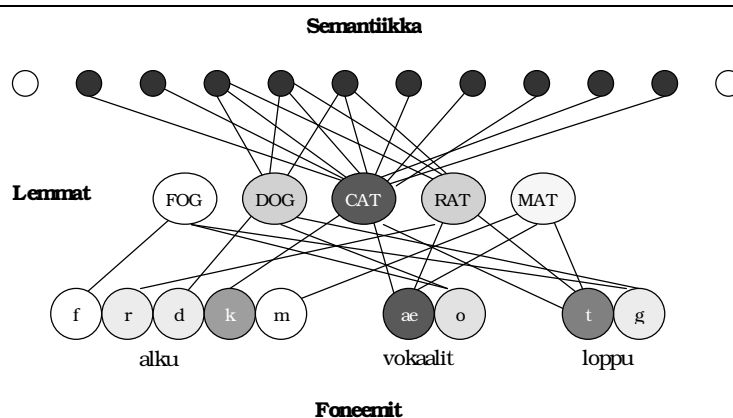 Semantiikka
Lemmat FOG DOG CAT RAT MAT
f r d k m ae o t g
alku vokaalit loppu
Foneemit